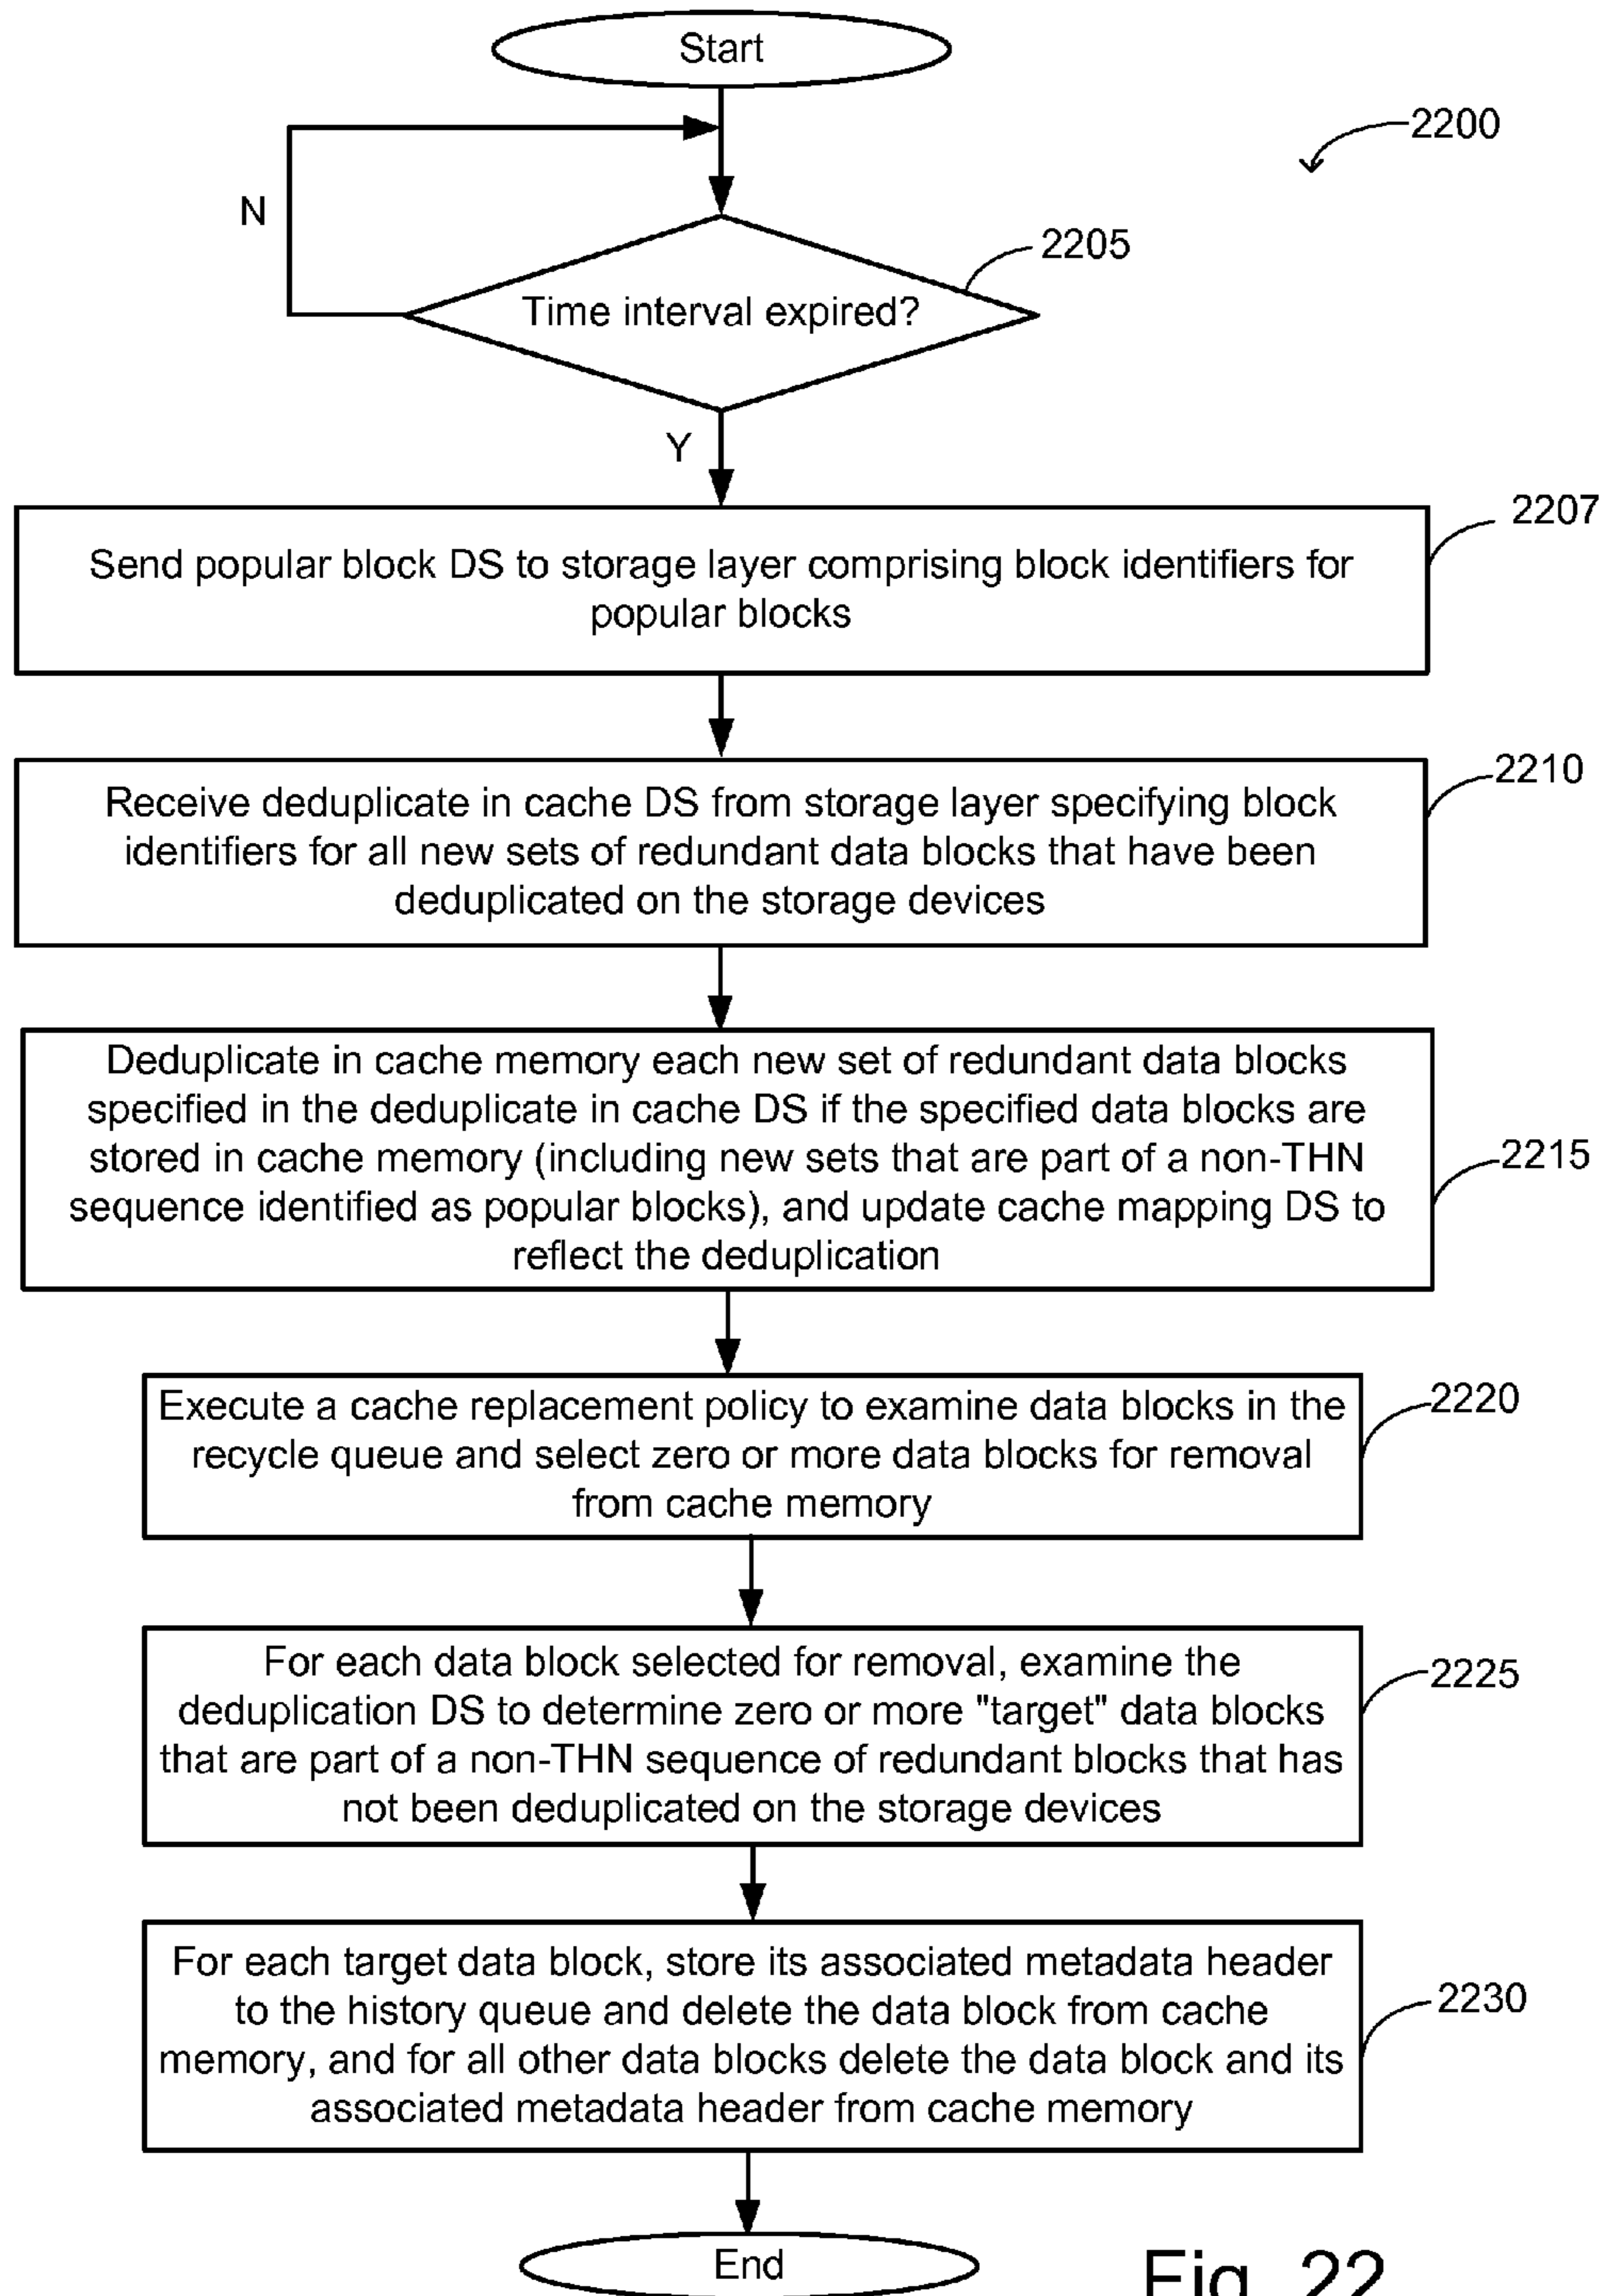 Start
2200
N
2205
Time interval expired?
Y
2207
Send popular block DS to storage layer comprising block identifiers for
popular blocks
2210
Receive deduplicate in cache DS from storage layer specifying block
identifiers for all new sets of redundant data blocks that have been
deduplicated on the storage devices
Deduplicate in cache memory each new set of redundant data blocks
specified in the deduplicate in cache DS if the specified data blocks are
stored in cache memory (including new sets that are part of a non-THN
sequence identified as popular blocks), and update cache mapping DS to
reflect the deduplication
2215
2220
Execute a cache replacement policy to examine data blocks in the
recycle queue and select zero or more data blocks for removal
from cache memory
2225
For each data block selected for removal, examine the
deduplication DS to determine zero or more "target" data blocks
that are part of a non-THN sequence of redundant blocks that has
not been deduplicated on the storage devices
2230
For each target data block, store its associated metadata header
to the history queue and delete the data block from cache
memory, and for all other data blocks delete the data block and its
associated metadata header from cache memory
End
Fig. 22